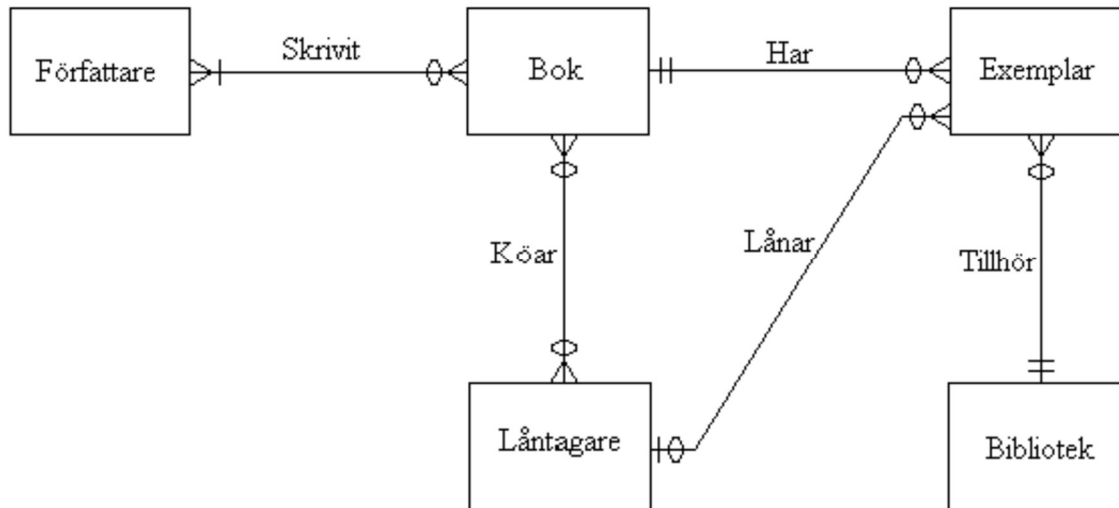 Författare
Skrivit
Bok
Har
Exemplar
Köar
Lånar
Tillhör
Låntagare
Bibliotek